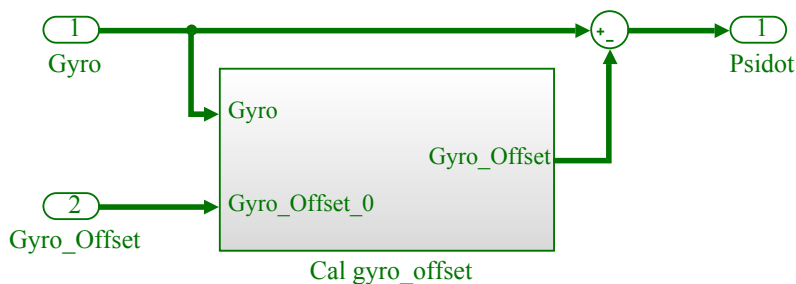 1
Gyro
+
-
1
Psidot
Gyro
Gyro_Offset
2
Gyro_Offset
Gyro_Offset_0
Cal gyro_offset